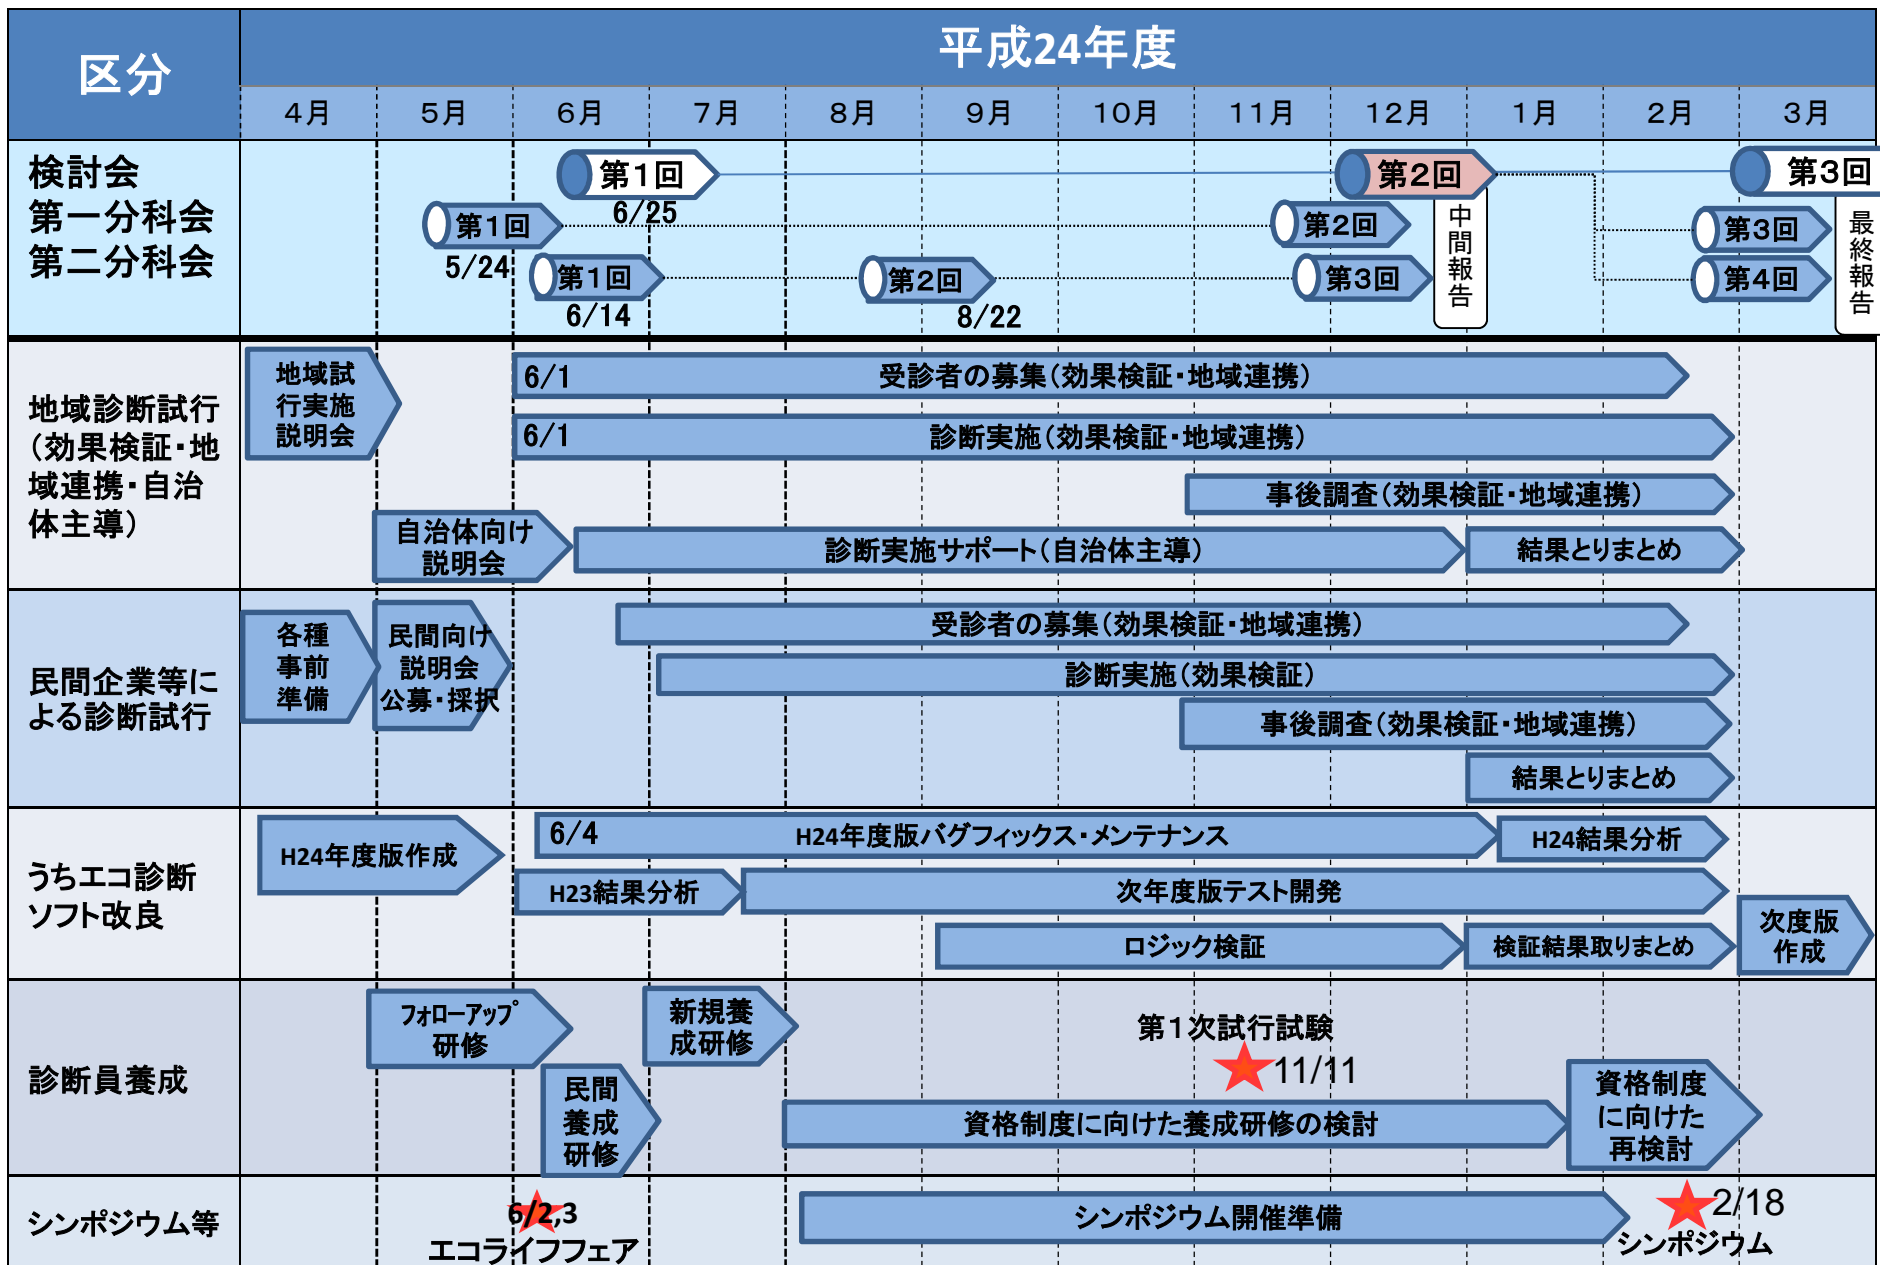 区分
平成24年度
4月 5月 6月 7月 8月 9月 10月 11月 12月 1月 2月 3月
検討会
第一分科会
第二分科会
第1回
6/25
第2回
第3回
第1回
5/24
第2回
第3回
第1回
6/14
第2回
8/22
第3回
第4回
中間報告
最終報告
地域診断試行
（効果検証・地
域連携・自治
体主導）
地域試
行実施
説明会
6/1 受診者の募集（効果検証・地域連携）
6/1 診断実施（効果検証・地域連携）
事後調査（効果検証・地域連携）
自治体向け
説明会
診断実施サポート（自治体主導）
結果とりまとめ
民間企業等に
よる診断試行
各種
事前
準備
民間向け
説明会
公募・採択
受診者の募集（効果検証・地域連携）
診断実施（効果検証）
事後調査（効果検証・地域連携）
結果とりまとめ
うちエコ診断
ソフト改良
H24年度版作成
6/4 H24年度版バグフィックス・メンテナンス
H24結果分析
H23結果分析
次年度版テスト開発
ロジック検証
検証結果取りまとめ
次度版
作成
診断員養成
フォローアップ
研修
民間
養成
研修
新規養
成研修
第1次試行試験
11/11
資格制度に向けた養成研修の検討
資格制度
に向けた
再検討
シンポジウム等
6/2,3
エコライフフェア
シンポジウム開催準備
2/18
シンポジウム